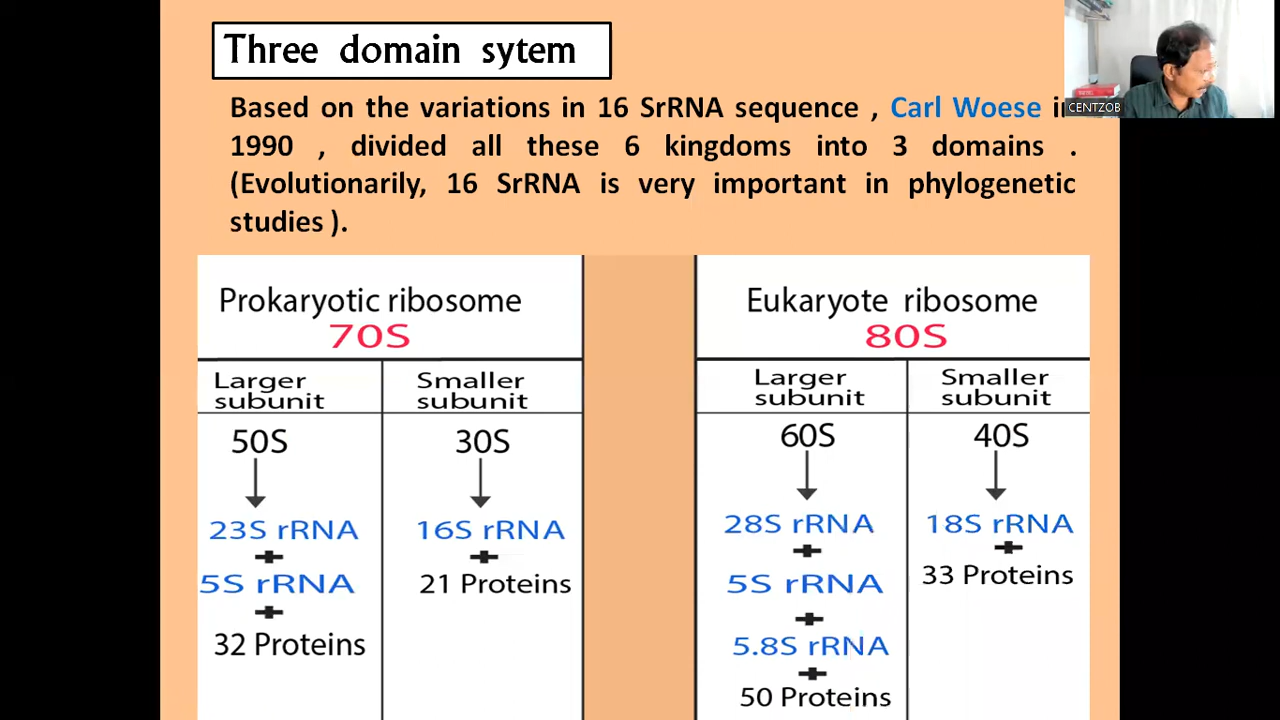 Three domain sytem
Based on the variations in 16 SrRNA sequence , Carl Woese in
1990 , divided all these 6 kingdoms into 3 domains .
(Evolutionarily, 16 SrRNA is very important in phylogenetic
studies ).
CENTZOB
Prokaryotic ribosome
70S
Larger subunit
Smaller subunit
50S
30S
23S rRNA
16S rRNA
5S rRNA
21 Proteins
32 Proteins
Eukaryote ribosome
80S
Larger subunit
Smaller subunit
60S
40S
28S rRNA
18S rRNA
5S rRNA
33 Proteins
5.8S rRNA
50 Proteins